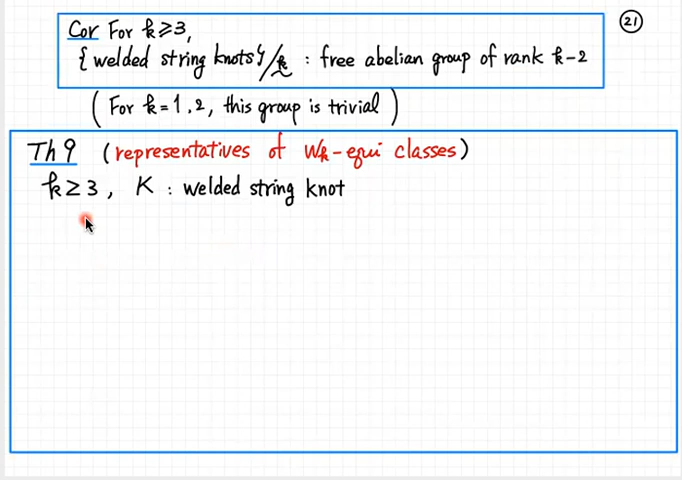 21
Cor For k≥3,
{welded string knots}/~k : free abelian group of rank k-2
(For k=1,2, this group is trivial)
Th 9 (representatives of Wk-equi classes)
k≥3, K : welded string knot